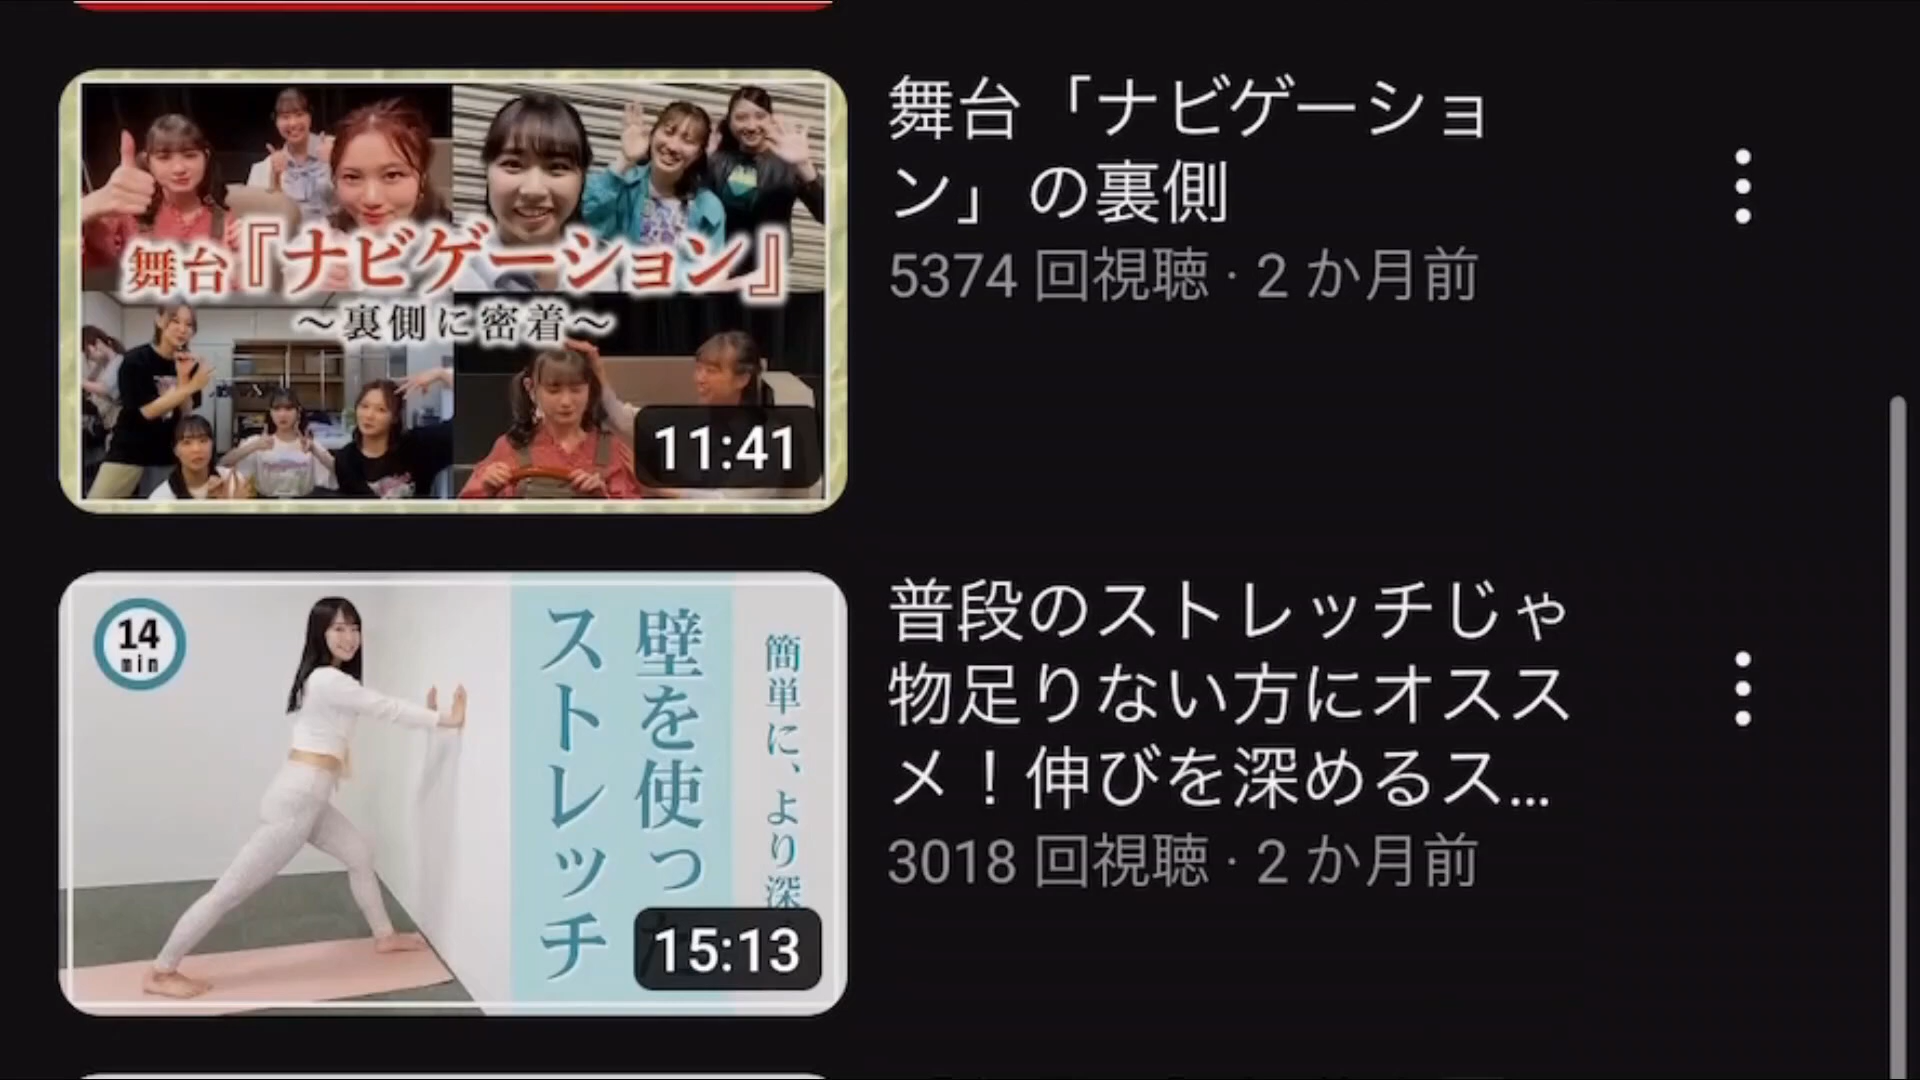 舞台『ナビゲーション』
～裏側に密着～
11:41
舞台「ナビゲーショ
ン」の裏側
5374 回視聴・2 か月前
14
min
簡単に、より深
壁を使っ
ストレッチ
15:13
普段のストレッチじゃ
物足りない方にオスス
メ！伸びを深めるス...
3018 回視聴・2 か月前